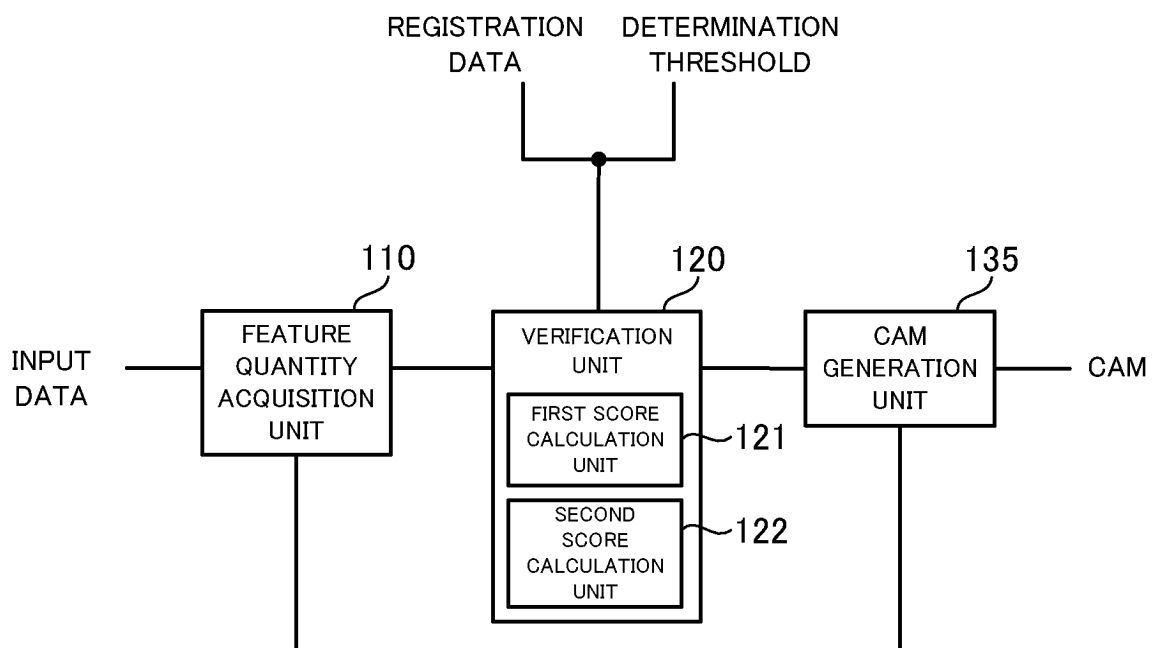 REGISTRATION
DATA
DETERMINATION
THRESHOLD
110
120
135
INPUT
DATA
FEATURE
QUANTITY
ACQUISITION
UNIT
VERIFICATION
UNIT
FIRST SCORE
CALCULATION
UNIT
121
SECOND
SCORE
CALCULATION
UNIT
122
CAM
GENERATION
UNIT
CAM